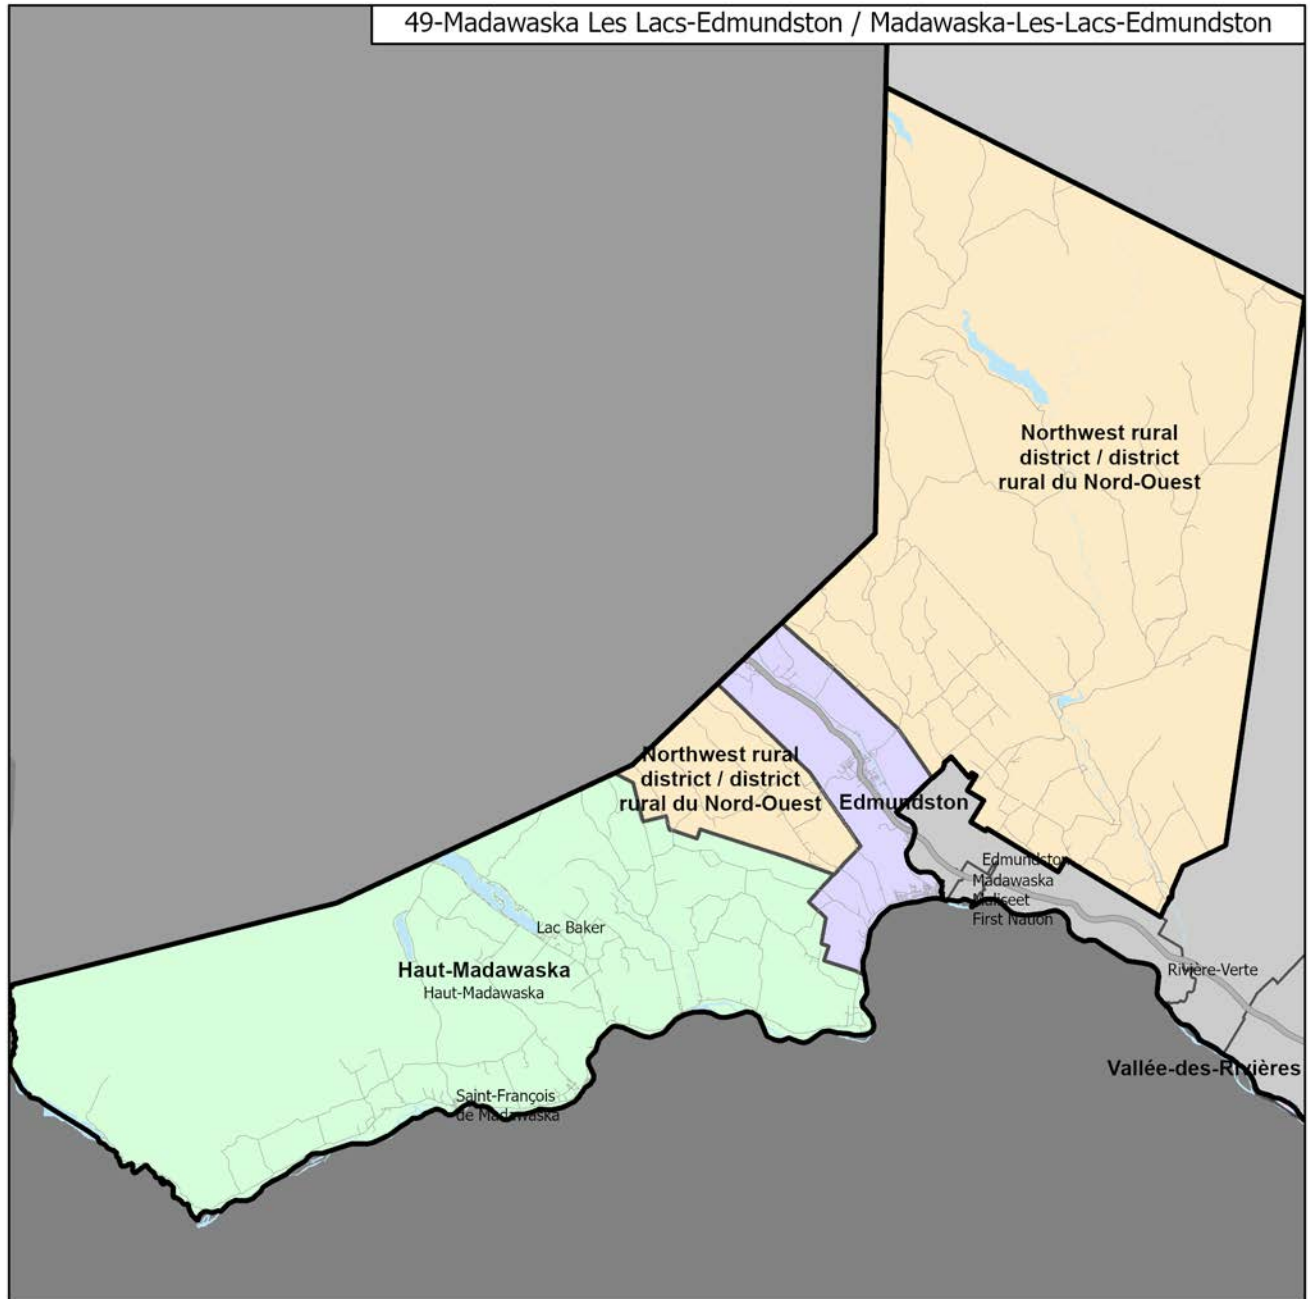 49-Madawaska Les Lacs-Edmundston / Madawaska-Les-Lacs-Edmundston
Northwest rural
district / district
rural du Nord-Ouest
Northwest rural
district / district
rural du Nord-Ouest
Edmundston
Edmundston
Madawaska
Maliseet
First Nation
Lac Baker
Haut-Madawaska
Haut-Madawaska
Rivière-Verte
Vallée-des-Rivières
Saint-François
de Madawaska